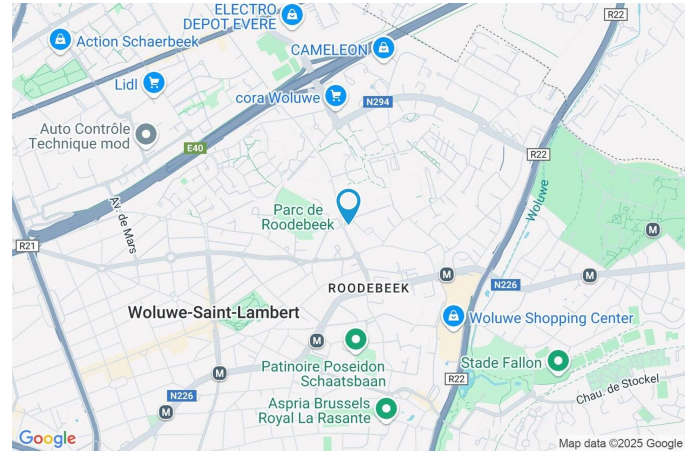 ELECTRO
DEPOT EVERE
R22
Action Schaerbeek
CAMELEON
Lidl
cora Woluwe
N294
Auto Contrôle
Technique mod
E40
R22
Woluwe
Av. de Mars
Parc de
Roodebeek
M
R21
M
M
ROODEBEEK
N226
Woluwe-Saint-Lambert
Woluwe Shopping Center
M
Patinoire Poseidon
Schaatsbaan
Stade Fallon
M
R22
Chau. de Stockel
N226
M
Aspria Brussels
Royal La Rasante
Google
Map data ©2025 Google